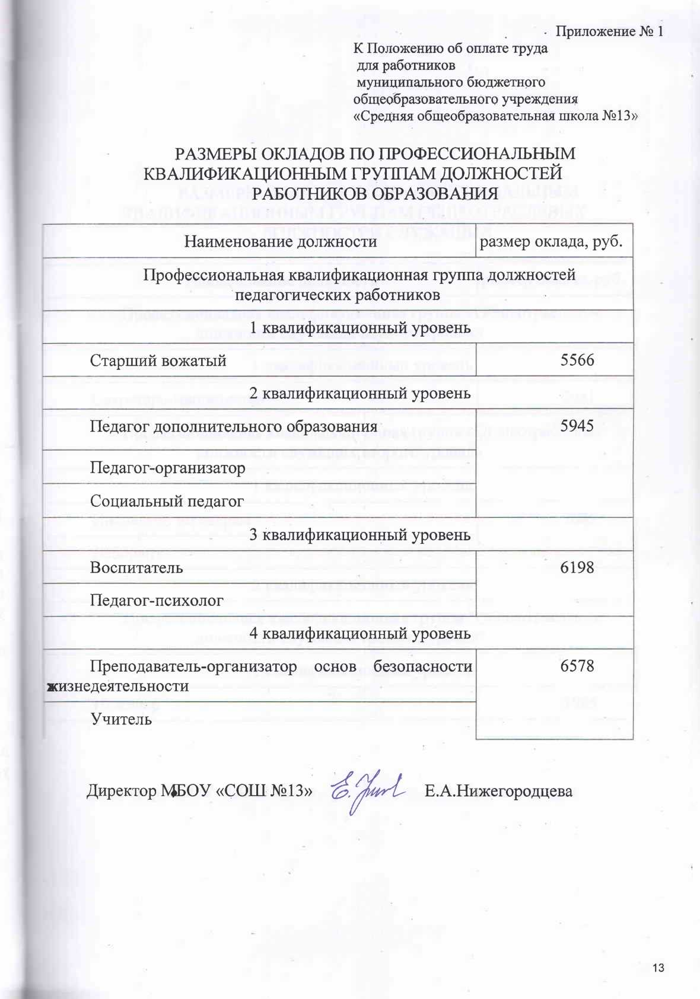 Приложение № 1
К Положению об оплате труда
для работников
муниципального бюджетного
общеобразовательного учреждения
«Средняя общеобразовательная школа №13»
РАЗМЕРЫ ОКЛАДОВ ПО ПРОФЕССИОНАЛЬНЫМ
КВАЛИФИКАЦИОННЫМ ГРУППАМ ДОЛЖНОСТЕЙ
РАБОТНИКОВ ОБРАЗОВАНИЯ
Наименование должности размер оклада, руб.
Профессиональная квалификационная группа должностей
педагогических работников
1 квалификационный уровень
Старший вожатый 5566
2 квалификационный уровень
Педагог дополнительного образования 5945
Педагог-организатор
Социальный педагог
3 квалификационный уровень
Воспитатель 6198
Педагог-психолог
4 квалификационный уровень
Преподаватель-организатор основ безопасности 6578
жизнедеятельности
Учитель
Директор МБОУ «СОШ №13» Е.А.Нижегородцева
13